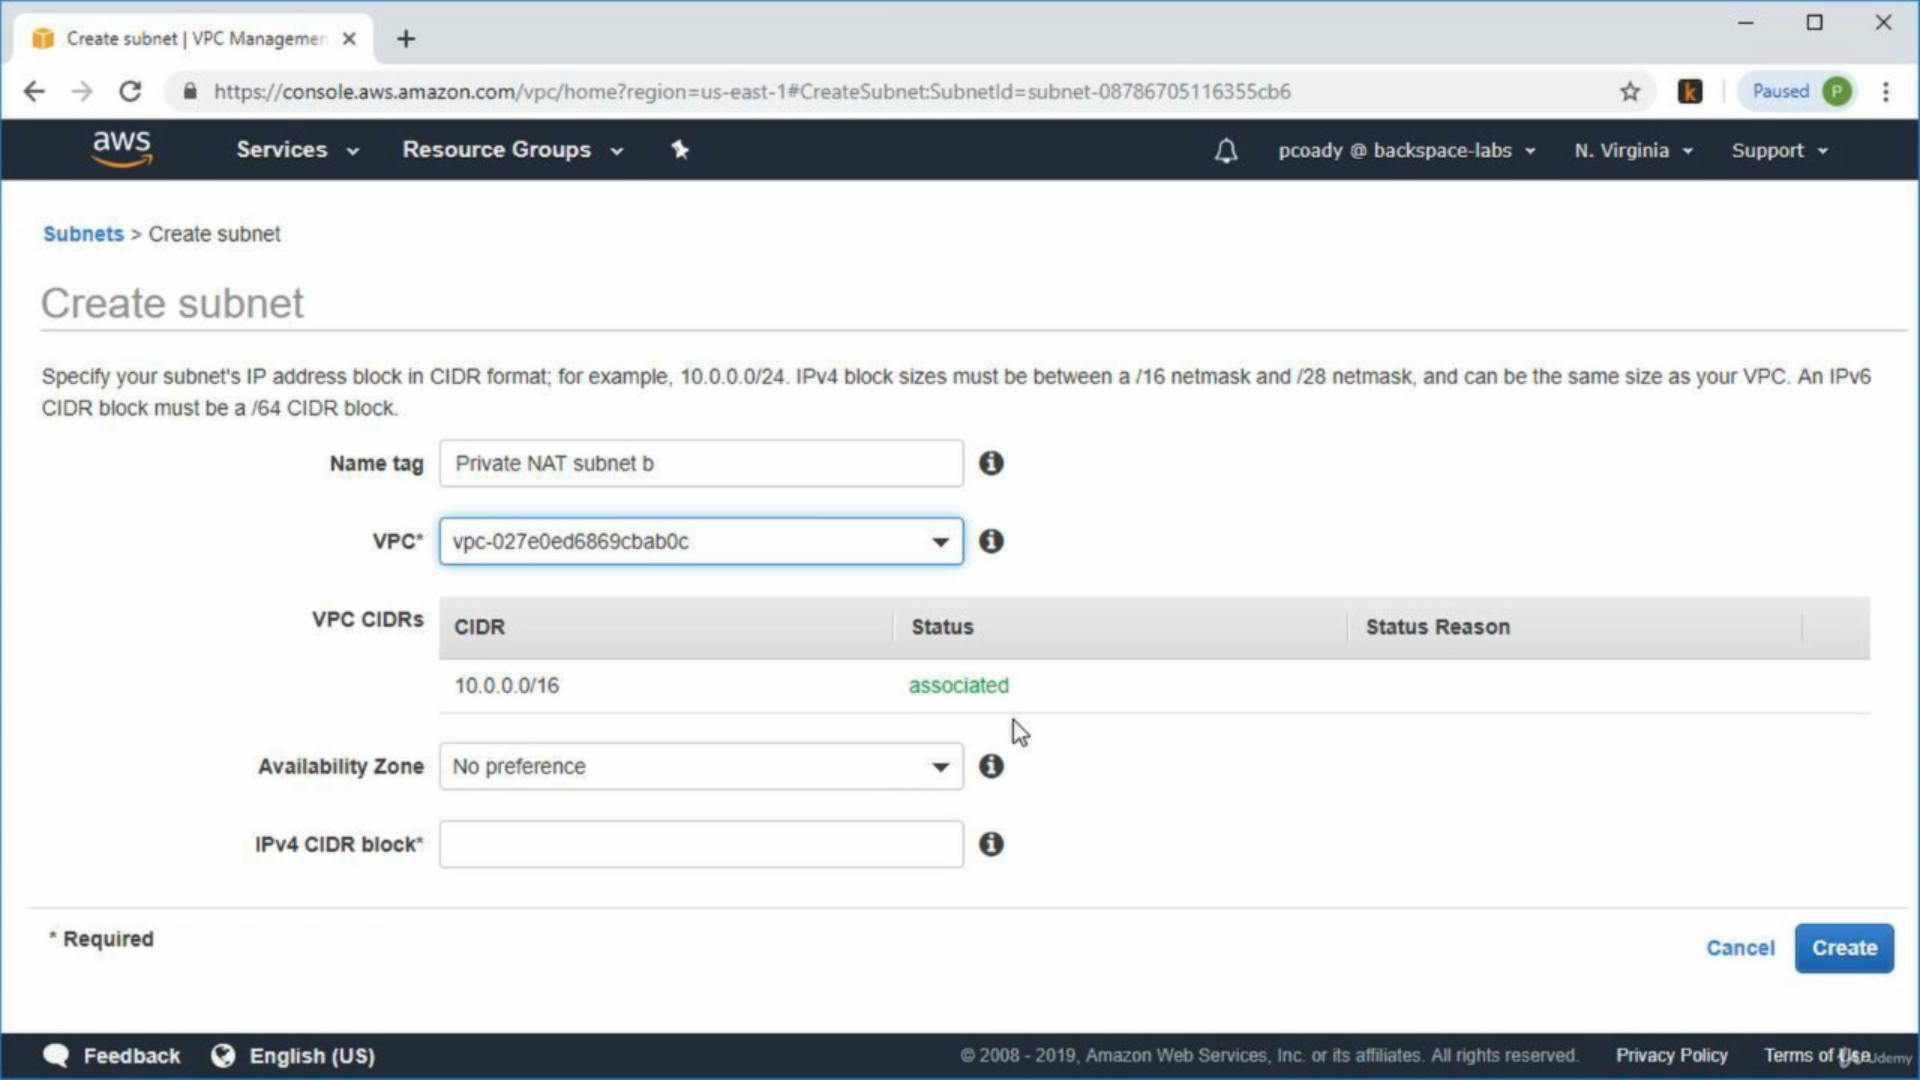 Create subnet | VPC Managemen
https://console.aws.amazon.com/vpc/home?region=us-east-1#CreateSubnet:SubnetId=subnet-08786705116355cb6
k
Paused P
aws Services Resource Groups pcoady @ backspace-labs N. Virginia Support
Subnets > Create subnet
Create subnet
Specify your subnet's IP address block in CIDR format; for example, 10.0.0.0/24. IPv4 block sizes must be between a /16 netmask and /28 netmask, and can be the same size as your VPC. An IPv6
CIDR block must be a /64 CIDR block.
Name tag Private NAT subnet b
VPC* vpc-027e0ed6869cbab0c
VPC CIDRs CIDR Status Status Reason
10.0.0.0/16 associated
Availability Zone No preference
IPv4 CIDR block*
* Required
Cancel Create
Feedback English (US) © 2008 - 2019, Amazon Web Services, Inc. or its affiliates. All rights reserved. Privacy Policy Terms of Use
Udemy